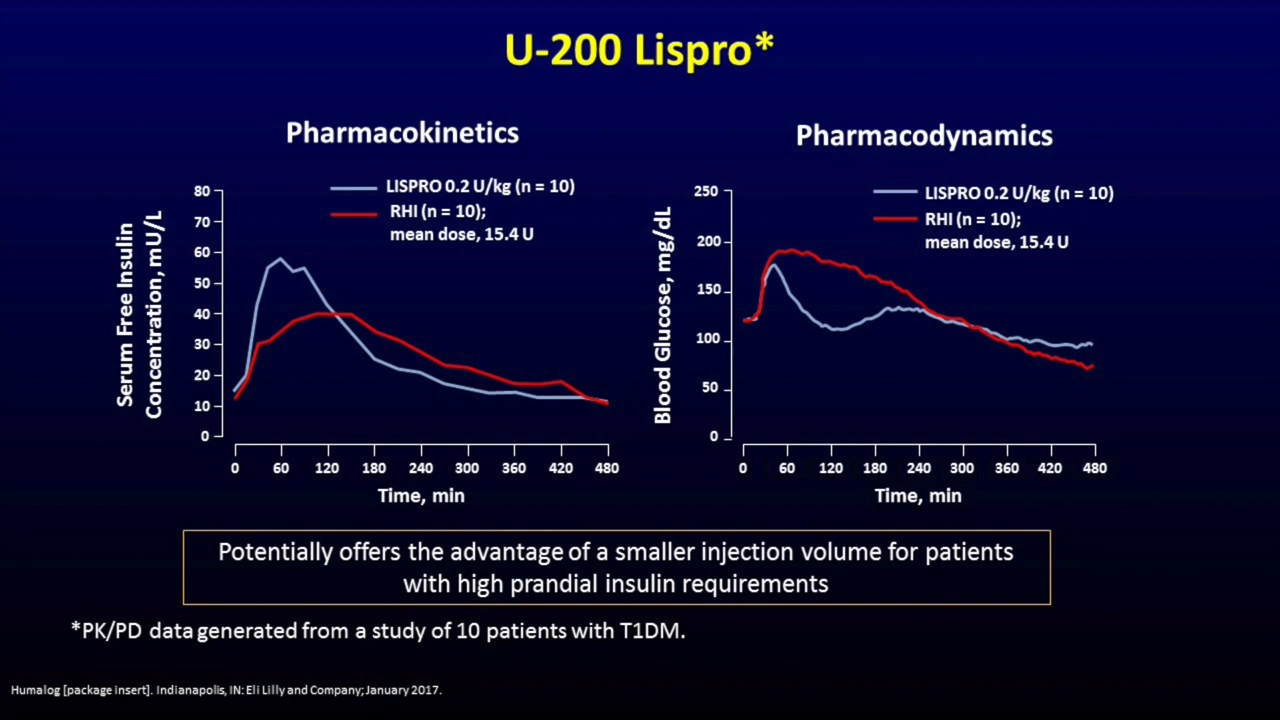 U-200 Lispro*
Pharmacokinetics
LISPRO 0.2 U/kg (n = 10)
RHI (n = 10);
mean dose, 15.4 U
Serum Free Insulin
Concentration, mU/L
80
70
60
50
40
30
20
10
0
0 60 120 180 240 300 360 420 480
Time, min
Pharmacodynamics
LISPRO 0.2 U/kg (n = 10)
RHI (n = 10);
mean dose, 15.4 U
Blood Glucose, mg/dL
250
200
150
100
50
0
0 60 120 180 240 300 360 420 480
Time, min
Potentially offers the advantage of a smaller injection volume for patients
with high prandial insulin requirements
*PK/PD data generated from a study of 10 patients with T1DM.
Humalog [package insert]. Indianapolis, IN: Eli Lilly and Company; January 2017.